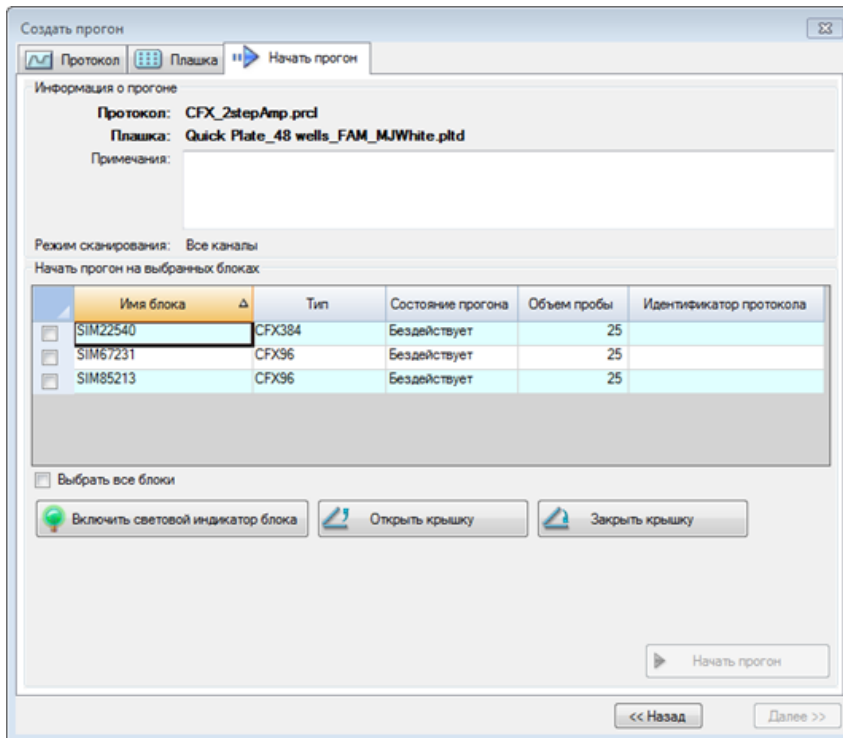 Создать прогон
Протокол Плашка Начать прогон
Информация о прогоне
Протокол: CFX_2stepAmp.prcl
Плашка: Quick Plate_48 wells_FAM_MJWhite.pltd
Примечания:
Режим сканирования: Все каналы
Начать прогон на выбранных блоках
Имя блока Тип Состояние прогона Объем пробы Идентификатор протокола
SIM22540 CFX384 Бездействует 25
SIM67231 CFX96 Бездействует 25
SIM85213 CFX96 Бездействует 25
Выбрать все блоки
Включить световой индикатор блока Открыть крышку Закрыть крышку
Начать прогон
<< Назад Далее >>